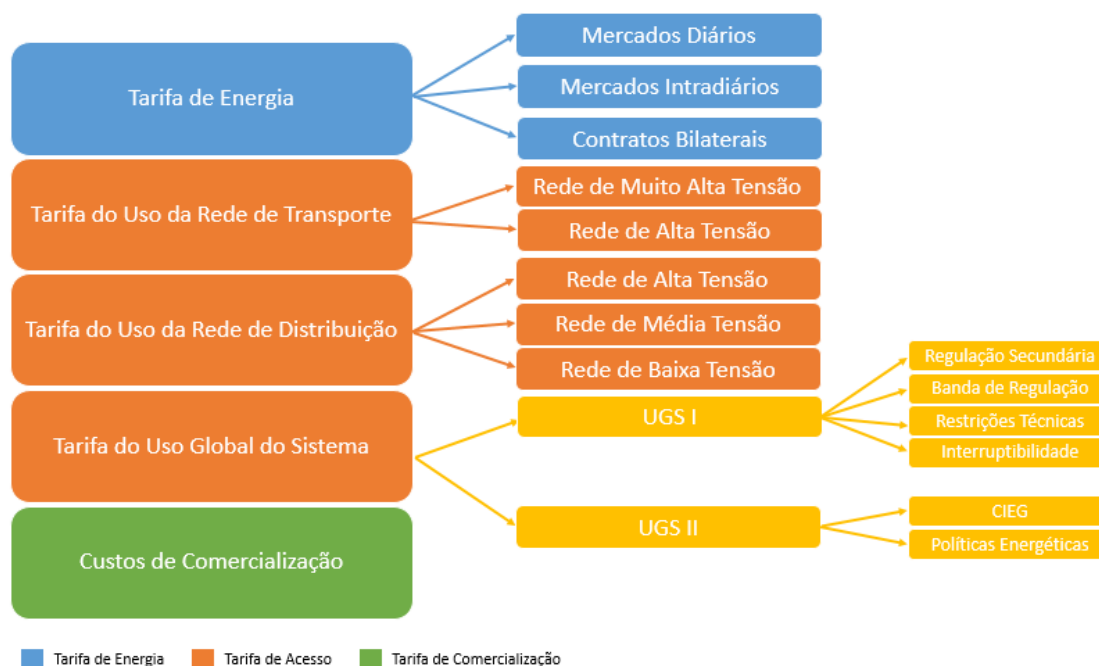 Tarifa de Energia
Mercados Diários
Mercados Intradiários
Contratos Bilaterais
Tarifa do Uso da Rede de Transporte
Rede de Muito Alta Tensão
Rede de Alta Tensão
Tarifa do Uso da Rede de Distribuição
Rede de Alta Tensão
Rede de Média Tensão
Rede de Baixa Tensão
Tarifa do Uso Global do Sistema
UGS I
Regulação Secundária
Banda de Regulação
Restrições Técnicas
Interruptibilidade
UGS II
CIEG
Políticas Energéticas
Custos de Comercialização
Tarifa de Energia
Tarifa de Acesso
Tarifa de Comercialização